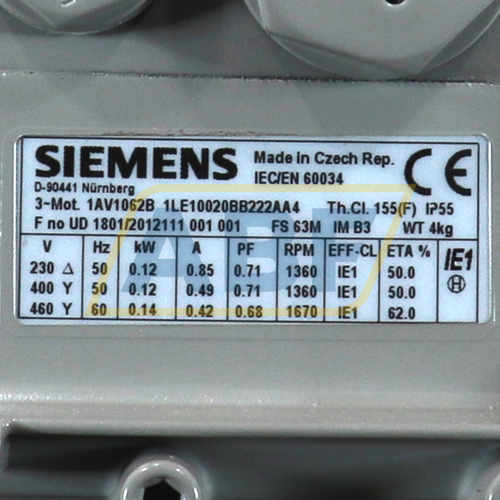 SIEMENS Made in Czech Rep. CE
D-90441 Nürnberg IEC/EN 60034
3~Mot. 1AV1062B 1LE10020BB222AA4 Th.Cl. 155(F) IP55
F no UD 1801/2012111 001 001 FS 63M IM B3 WT 4kg
V Hz kW A PF RPM EFF-CL ETA % IE1
230 Δ 50 0.12 0.85 0.71 1360 IE1 50.0 H
400 Y 50 0.12 0.49 0.71 1360 IE1 50.0
460 Y 60 0.14 0.42 0.68 1670 IE1 62.0
ABF